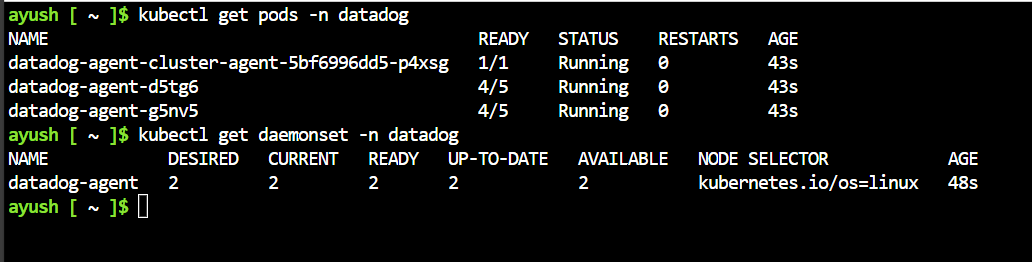 ayush [ ~ ]$ kubectl get pods -n datadog
NAME READY STATUS RESTARTS AGE
datadog-agent-cluster-agent-5bf6996dd5-p4xsg 1/1 Running 0 43s
datadog-agent-d5tg6 4/5 Running 0 43s
datadog-agent-g5nv5 4/5 Running 0 43s
ayush [ ~ ]$ kubectl get daemonset -n datadog
NAME DESIRED CURRENT READY UP-TO-DATE AVAILABLE NODE SELECTOR AGE
datadog-agent 2 2 2 2 2 kubernetes.io/os=linux 48s
ayush [ ~ ]$